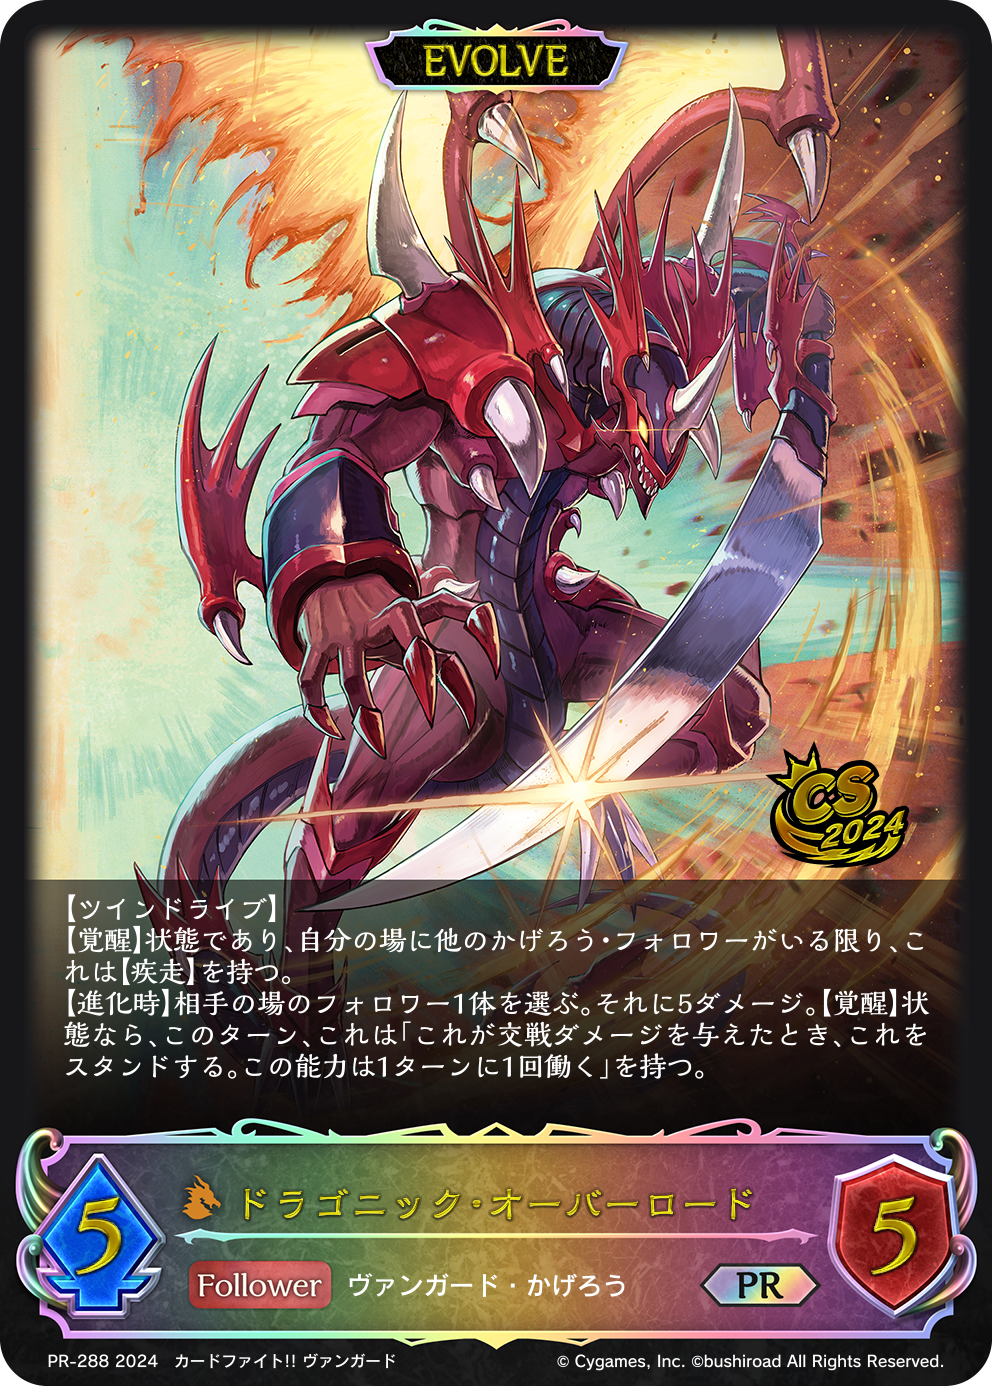 EVOLVE
C·S
2024
【ツインドライブ】
【覚醒】状態であり、自分の場に他のかげろう・フォロワーがいる限り、こ
れは【疾走】を持つ。
【進化時】相手の場のフォロワー1体を選ぶ。それに5ダメージ。【覚醒】状
態なら、このターン、これは「これが交戦ダメージを与えたとき、これを
スタンドする。この能力は1ターンに1回働く」を持つ。
5
ドラゴニック・オーバーロード
5
Follower
ヴァンガード・かげろう
PR
PR-288 2024 カードファイト!! ヴァンガード
© Cygames, Inc. ©bushiroad All Rights Reserved.